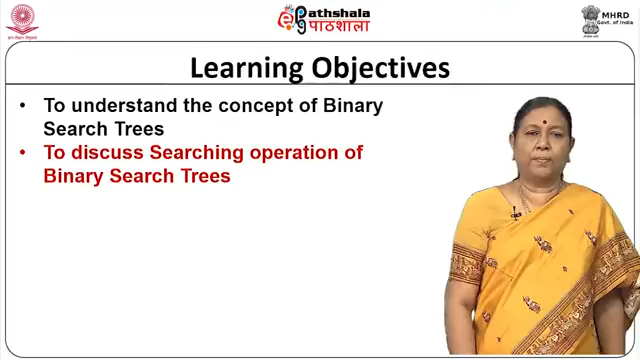 ePathshala
पाठशाला
MHRD
Govt. of India
Learning Objectives
• To understand the concept of Binary
Search Trees
• To discuss Searching operation of
Binary Search Trees